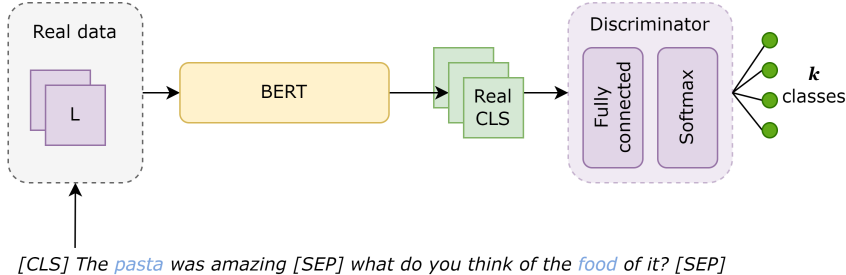 Real data
L
BERT
Real
CLS
Discriminator
Fully
connected
Softmax
k
classes
[CLS] The pasta was amazing [SEP] what do you think of the food of it? [SEP]